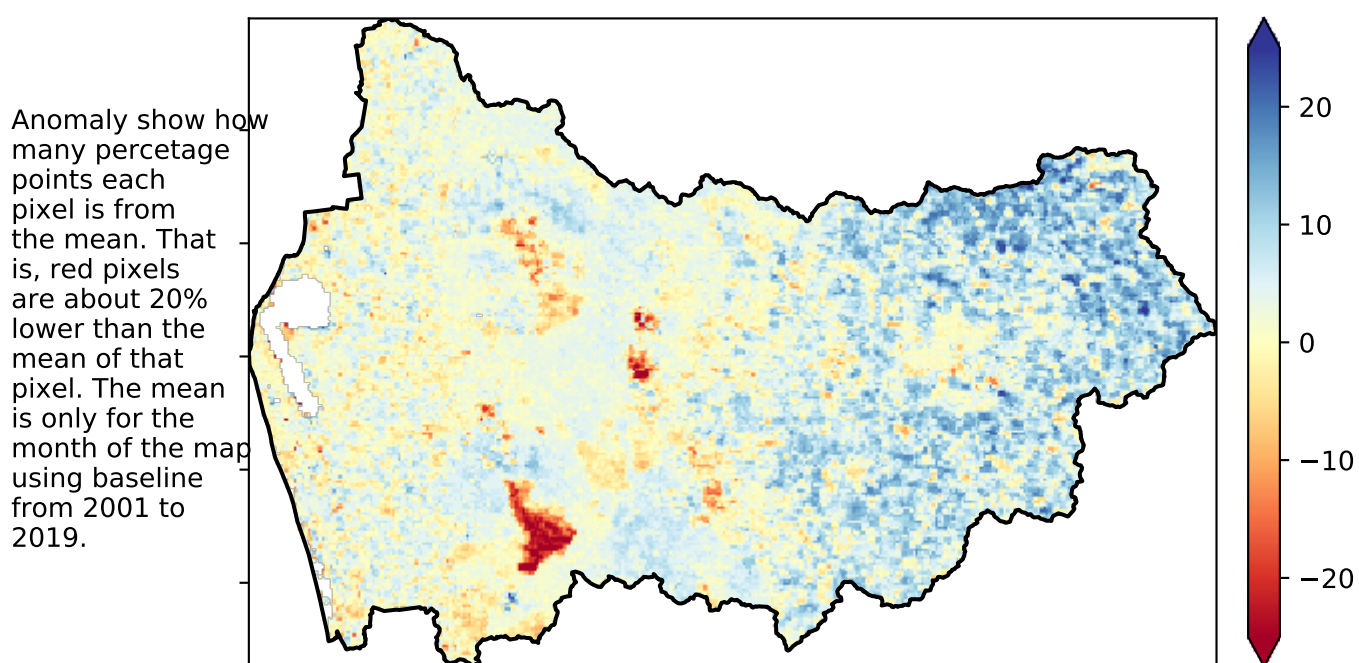 Anomaly show how
many percetage
points each
pixel is from
the mean. That
is, red pixels
are about 20%
lower than the
mean of that
pixel. The mean
is only for the
month of the map
using baseline
from 2001 to
2019.
20
10
0
−10
−20